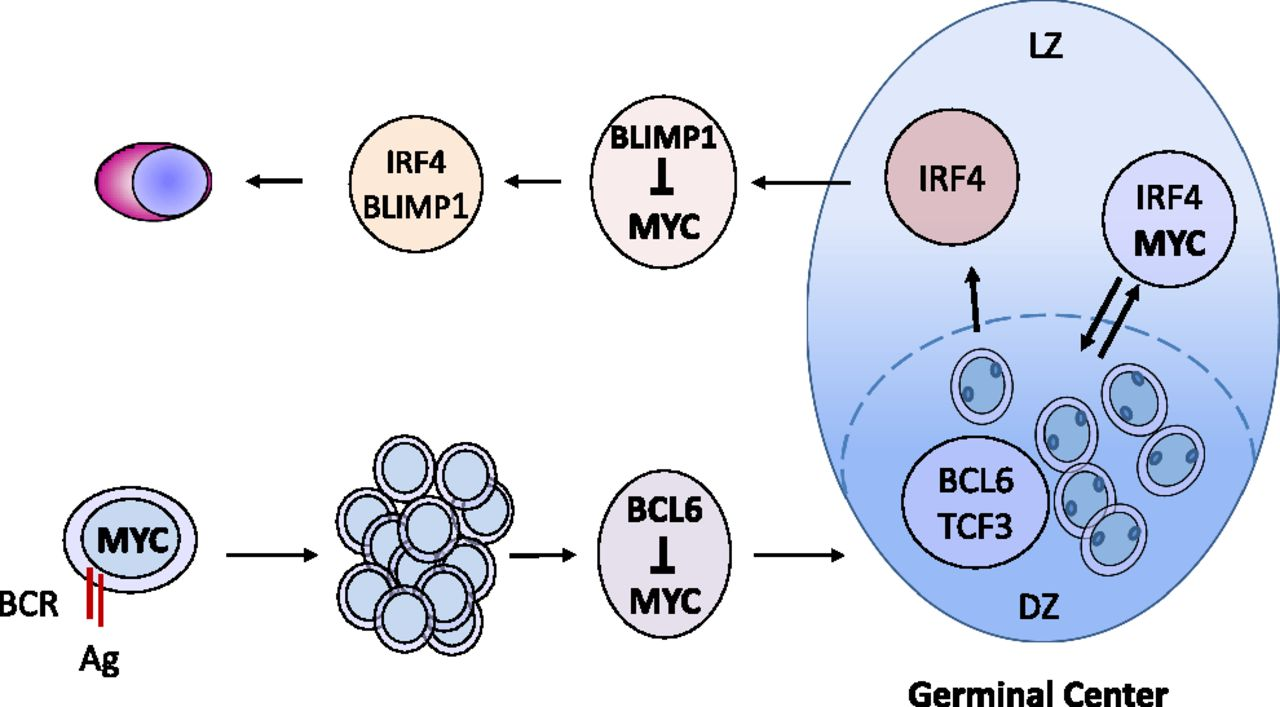 LZ
BLIMP1
MYC
IRF4
BLIMP1
IRF4
IRF4
MYC
MYC
BCR
Ag
BCL6
MYC
BCL6
TCF3
DZ
Germinal Center